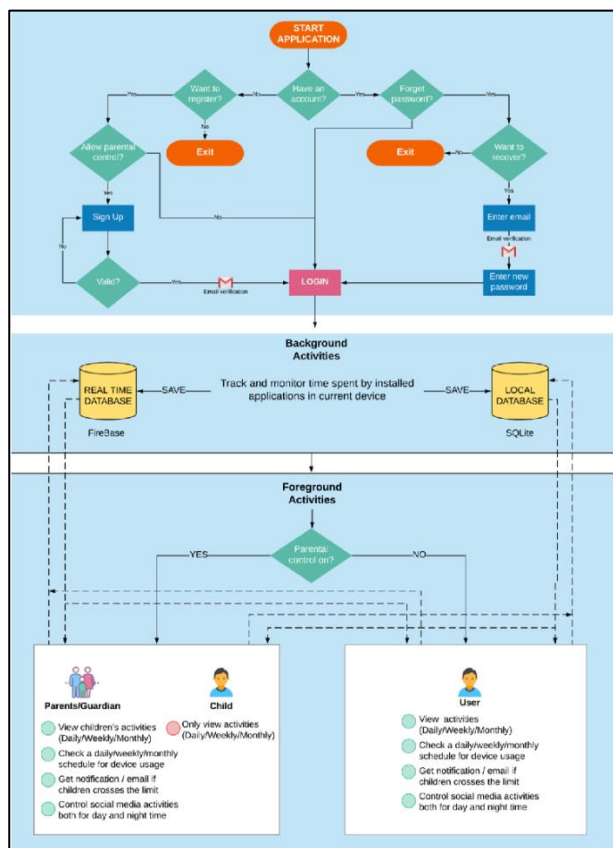 START
APPLICATION
Want to
register?
No
Have an
account?
Yes
Forget
password?
Yes
Yes
No
Exit
Allow parental
control?
Exit
No
Want to
recover?
Yes
Yes
Sign Up
No
Enter email
No
Email verification
Valid?
Yes
Email verification
LOGIN
Enter new
password
Background
Activities
REAL TIME
DATABASE
SAVE
Track and monitor time spent by installed
applications in current device
SAVE
LOCAL
DATABASE
FireBase
SQLite
Foreground
Activities
YES
Parental
control on?
NO
Parents/Guardian
View children's activities
(Daily/Weekly/Monthly)
Check a daily/weekly/monthly
schedule for device usage
Get notification / email if
children crosses the limit
Control social media activities
both for day and night time
Child
Only view activities
(Daily/Weekly/Monthly)
User
View activities
(Daily/Weekly/Monthly)
Check a daily/weekly/monthly
schedule for device usage
Get notification / email if
children crosses the limit
Control social media activities
both for day and night time